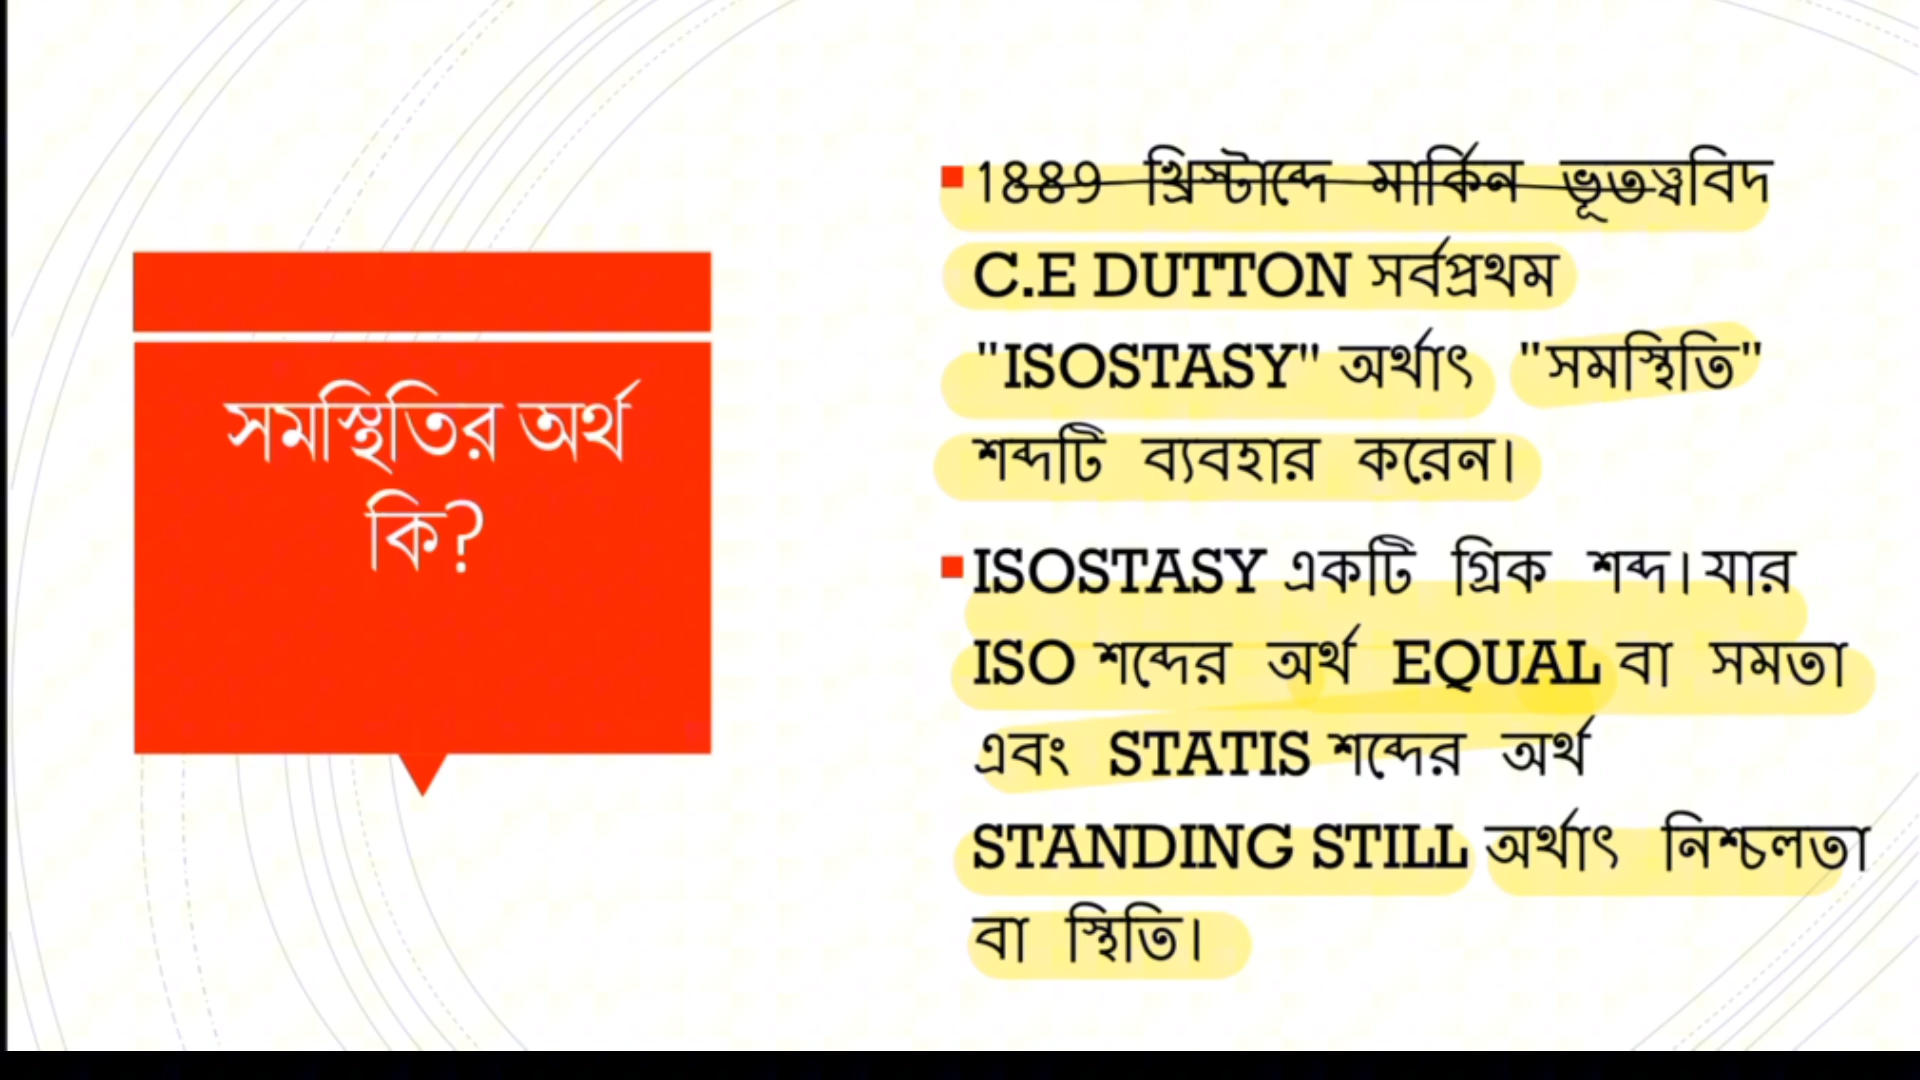 সমস্থিতির অর্থ
কি?
1889 খ্রিস্টাব্দে মার্কিন ভূতত্ত্ববিদ
C.E DUTTON সর্বপ্রথম
"ISOSTASY" অর্থাৎ "সমস্থিতি"
শব্দটি ব্যবহার করেন।
ISOSTASY একটি গ্রিক শব্দ। যার
ISO শব্দের অর্থ EQUAL বা সমতা
এবং STATIS শব্দের অর্থ
STANDING STILL অর্থাৎ নিশ্চলতা
বা স্থিতি।